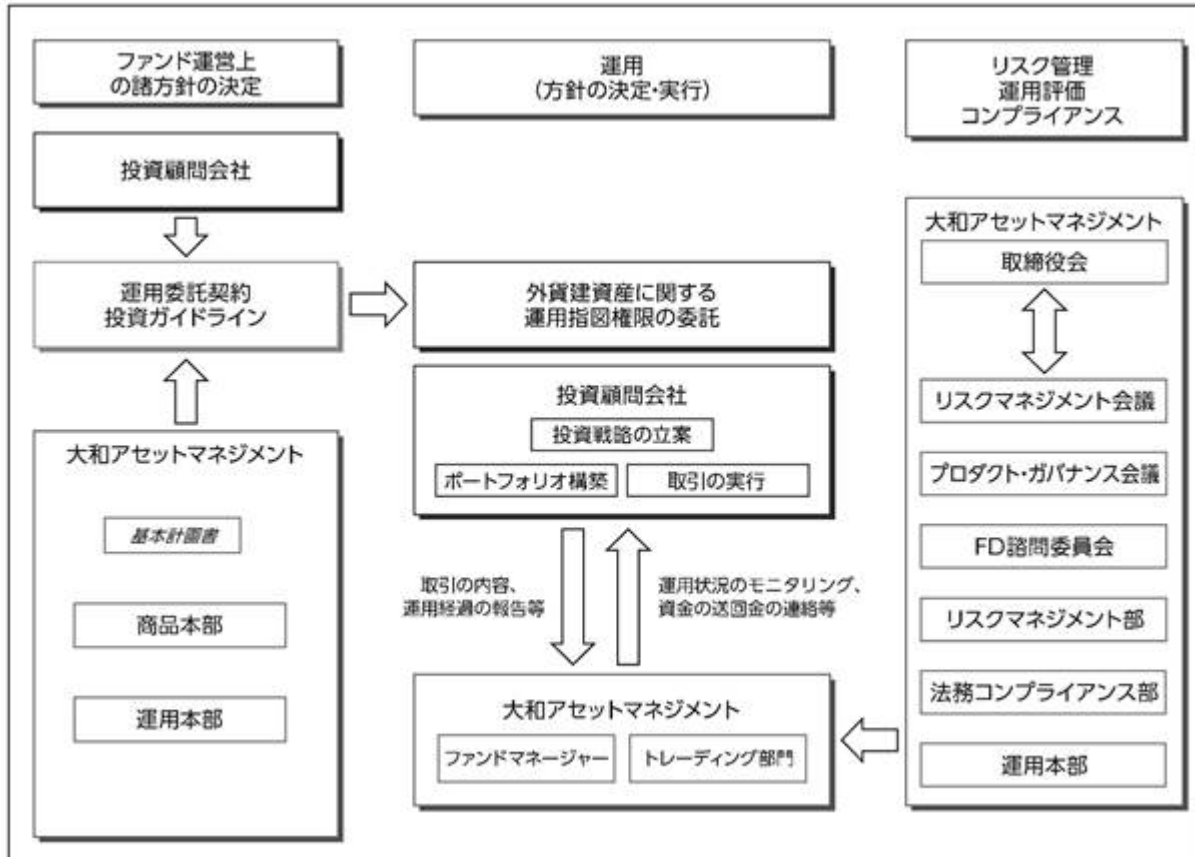 ファンド運営上
の諸方針の決定
運用
(方針の決定・実行)
リスク管理
運用評価
コンプライアンス
投資顧問会社
運用委託契約
投資ガイドライン
外貨建資産に関する
運用指図権限の委託
大和アセットマネジメント
基本計画書
商品本部
運用本部
投資顧問会社
投資戦略の立案
ポートフォリオ構築
取引の実行
取引の内容、
運用経過の報告等
運用状況のモニタリング、
資金の送回金の連絡等
大和アセットマネジメント
ファンドマネージャー
トレーディング部門
大和アセットマネジメント
取締役会
リスクマネジメント会議
プロダクト・ガバナンス会議
FD諮問委員会
リスクマネジメント部
法務コンプライアンス部
運用本部